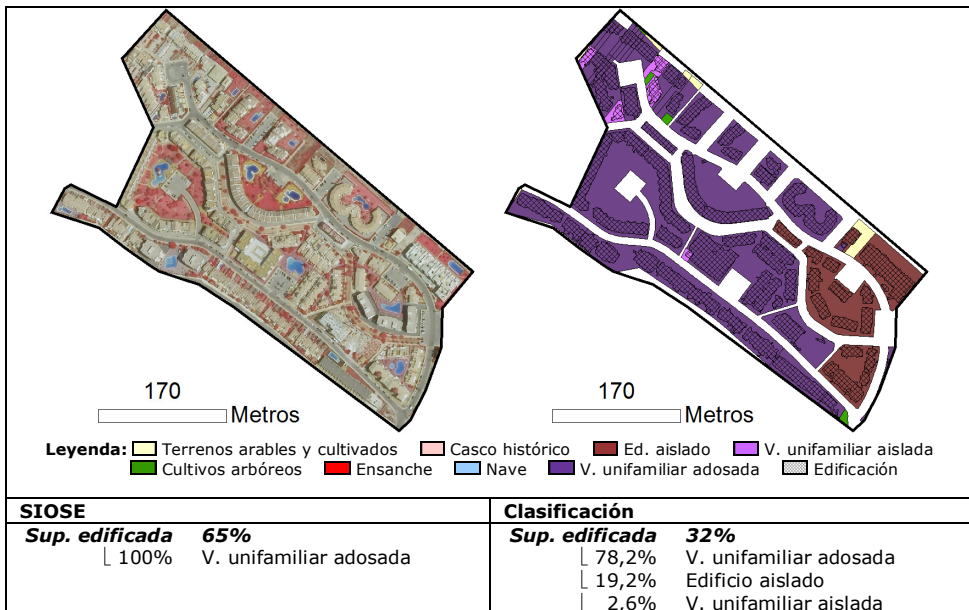 170
Metros
170
Metros
Leyenda: Terrenos arables y cultivados Casco histórico Ed. aislado V. unifamiliar aislada
Cultivos arbóreos Ensanche Nave V. unifamiliar adosada Edificación
SIOSE
Sup. edificada 65%
100% V. unifamiliar adosada
Clasificación
Sup. edificada 32%
78,2% V. unifamiliar adosada
19,2% Edificio aislado
2,6% V. unifamiliar aislada